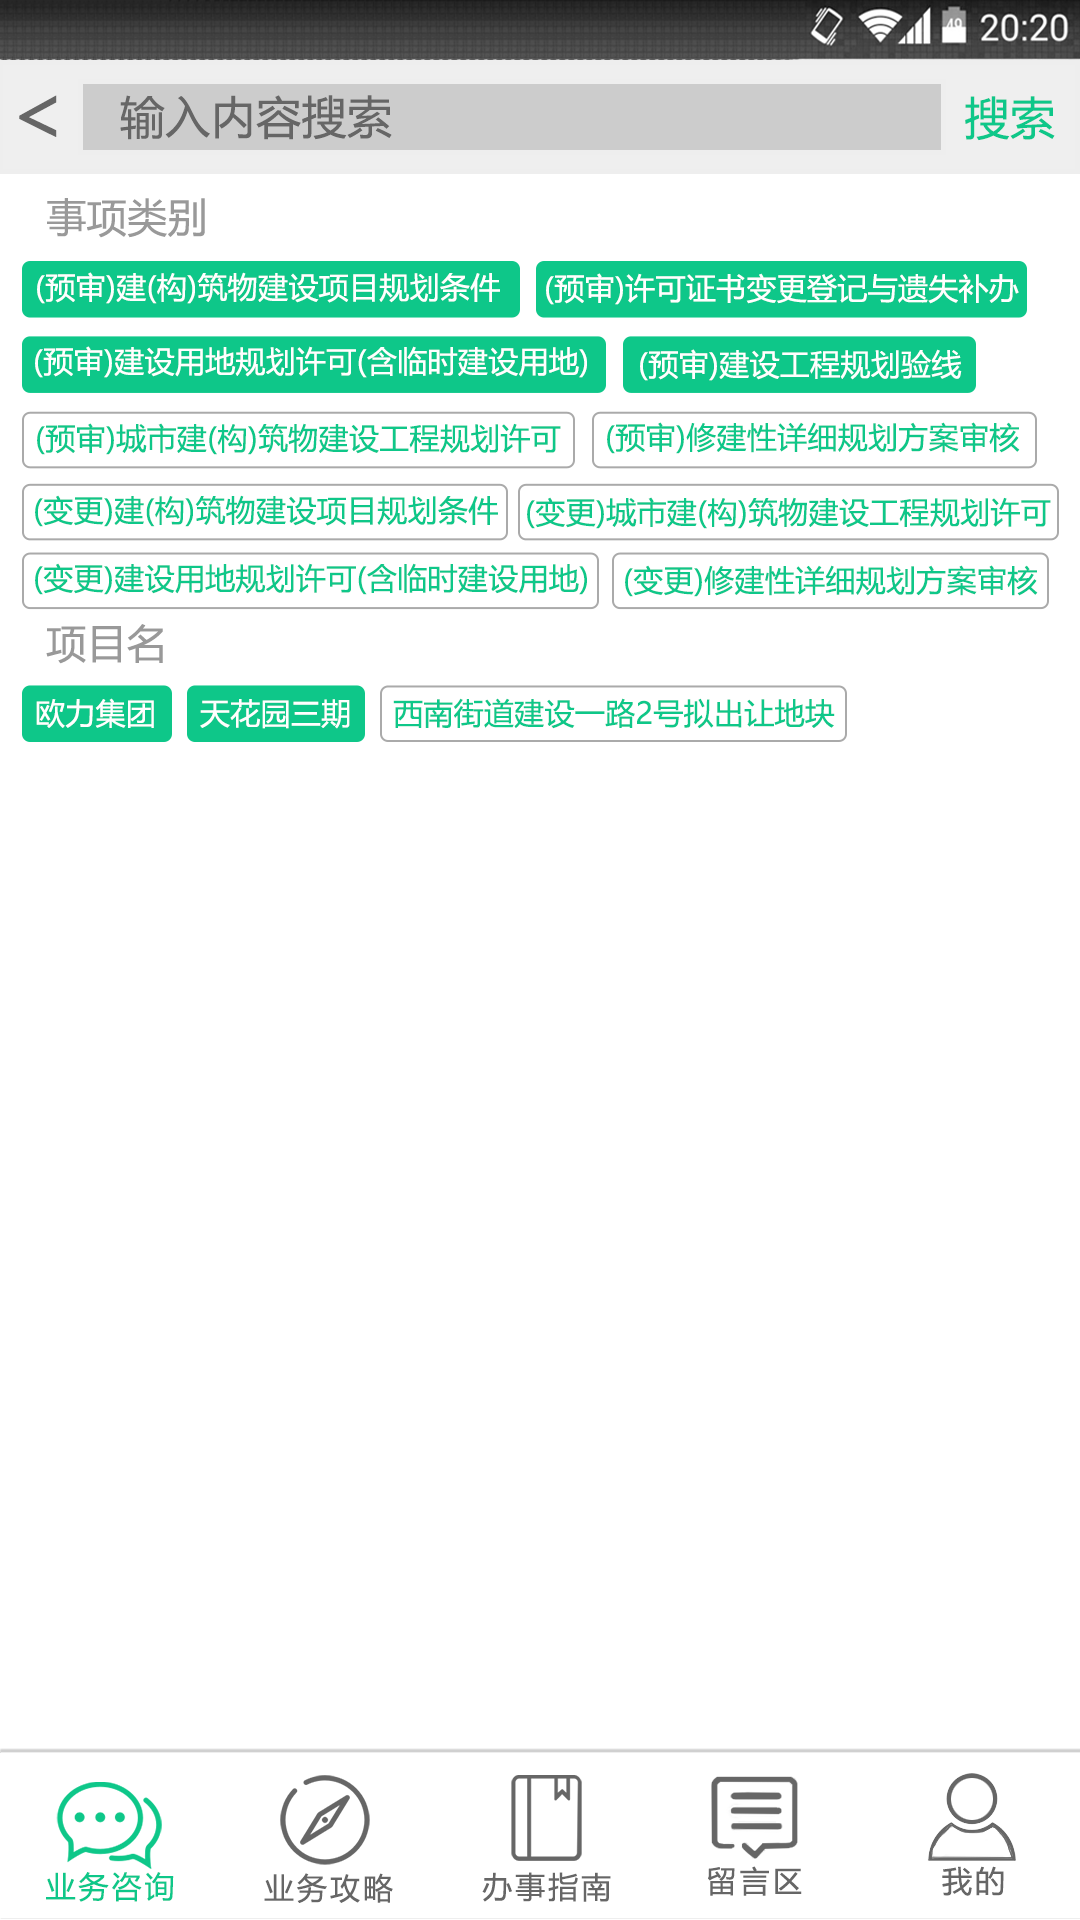 49 20:20
< 输入内容搜索 搜索
事项类别
(预审)建(构)筑物建设项目规划条件 (预审)许可证书变更登记与遗失补办
(预审)建设用地规划许可(含临时建设用地) (预审)建设工程规划验线
(预审)城市建(构)筑物建设工程规划许可 (预审)修建性详细规划方案审核
(变更)建(构)筑物建设项目规划条件 (变更)城市建(构)筑物建设工程规划许可
(变更)建设用地规划许可(含临时建设用地) (变更)修建性详细规划方案审核
项目名
欧力集团 天花园三期 西南街道建设一路2号拟出让地块
业务咨询 业务攻略 办事指南 留言区 我的